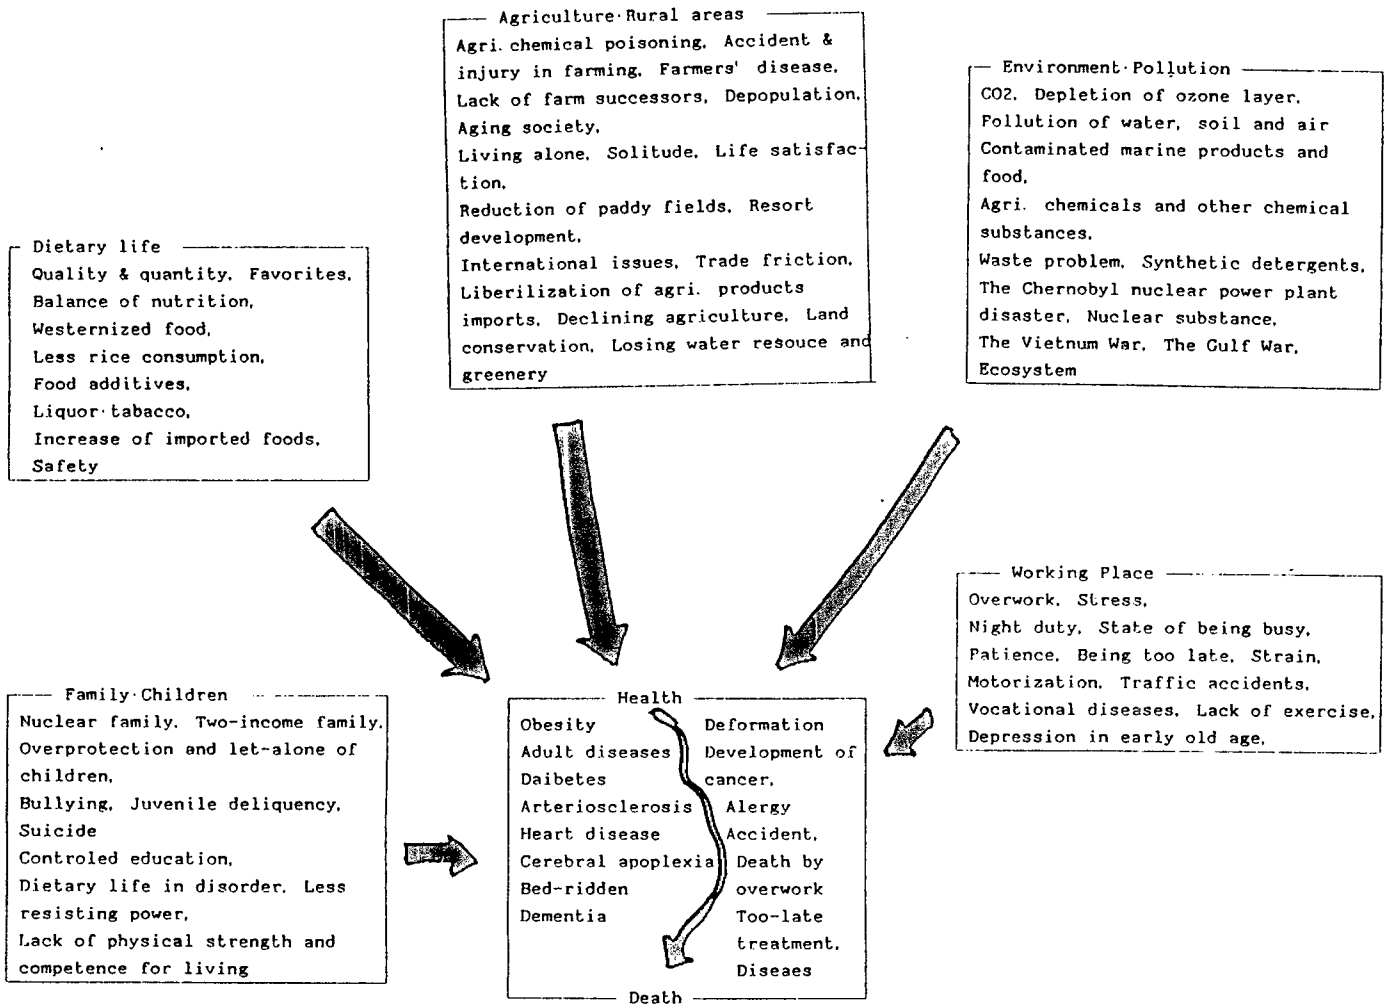 Agriculture·Rural areas
Agri. chemical poisoning, Accident &
injury in farming, Farmers' disease,
Lack of farm successors, Depopulation,
Aging society,
Living alone, Solitude, Life satisfac-
tion,
Reduction of paddy fields, Resort
development,
International issues, Trade friction,
Liberilization of agri. products
imports, Declining agriculture, Land
conservation, Losing water resouce and
greenery
Environment·Pollution
CO2, Depletion of ozone layer,
Pollution of water, soil and air
Contaminated marine products and
food,
Agri. chemicals and other chemical
substances,
Waste problem, Synthetic detergents,
The Chernobyl nuclear power plant
disaster, Nuclear substance,
The Vietnum War, The Gulf War,
Ecosystem
Dietary life
Quality & quantity, Favorites,
Balance of nutrition,
Westernized food,
Less rice consumption,
Food additives,
Liquor·tabacco,
Increase of imported foods,
Safety
Working Place
Overwork, Stress,
Night duty, State of being busy,
Patience, Being too late, Strain,
Motorization, Traffic accidents,
Vocational diseases, Lack of exercise,
Depression in early old age,
Family·Children
Nuclear family. Two-income family.
Overprotection and let-alone of
children,
Bullying, Juvenile deliquency,
Suicide
Controled education,
Dietary life in disorder. Less
resisting power,
Lack of physical strength and
competence for living
Health
Obesity
Adult diseases
Daibetes
Arteriosclerosis
Heart disease
Cerebral apoplexia
Bed-ridden
Dementia
Deformation
Development of
cancer,
Alergy
Accident,
Death by
overwork
Too-late
treatment,
Diseaes
Death